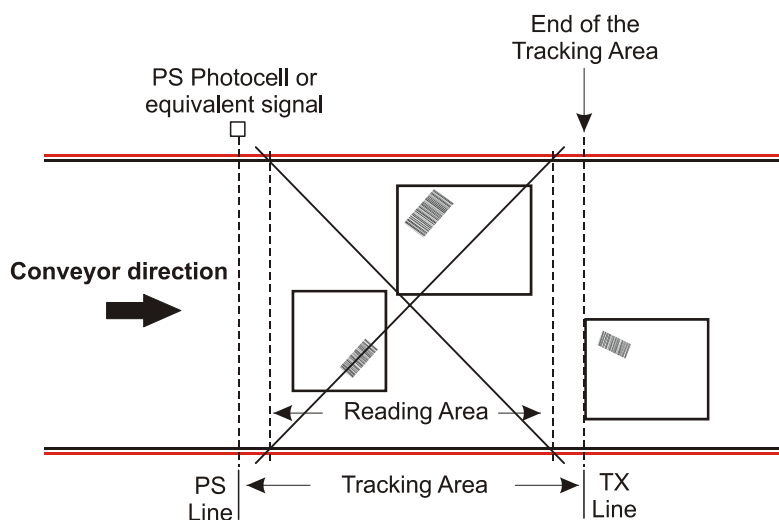 End of the
Tracking Area
PS Photocell or
equivalent signal
Conveyor direction
Reading Area
PS
Line
Tracking Area
TX
Line